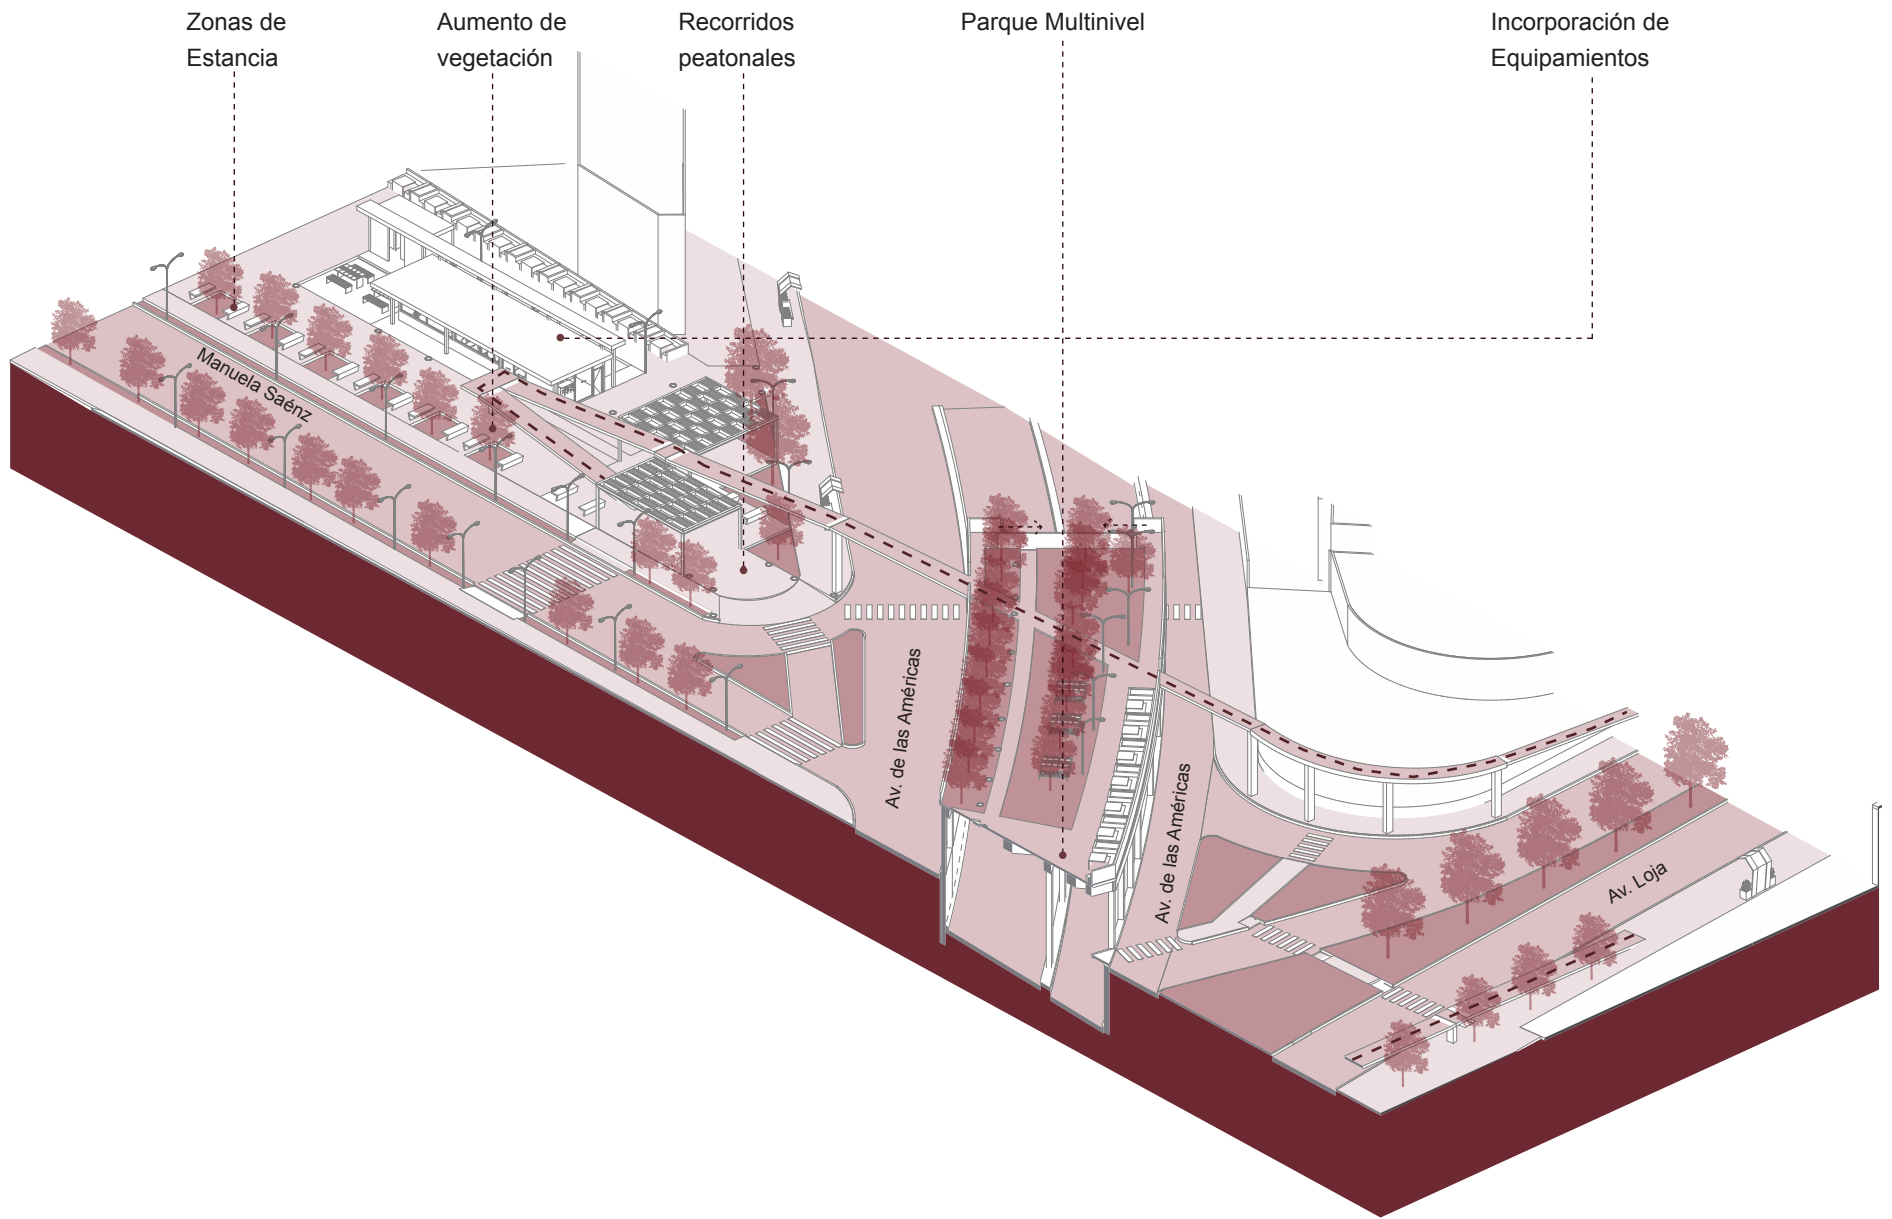 Zonas de
Estancia
Aumento de
vegetación
Recorridos
peatonales
Parque Multinivel
Incorporación de
Equipamientos
Manuela Saénz
Av. de las Américas
Av. de las Américas
Av. Loja